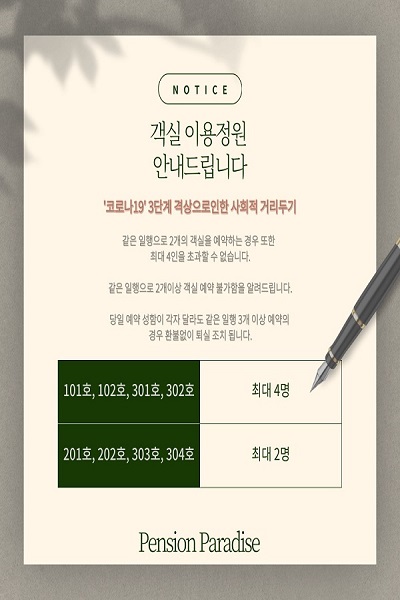 NOTICE
객실 이용정원
안내드립니다
'코로나19' 3단계 격상으로인한 사회적 거리두기
같은 일행으로 2개의 객실을 예약하는 경우 또한
최대 4인을 초과할 수 없습니다.
같은 일행으로 2개이상 객실 예약 불가함을 알려드립니다.
당일 예약 성함이 각자 달라도 같은 일행 3개 이상 예약의
경우 환불없이 퇴실 조치 됩니다.
101호, 102호, 301호, 302호 최대 4명
201호, 202호, 303호, 304호 최대 2명
Pension Paradise